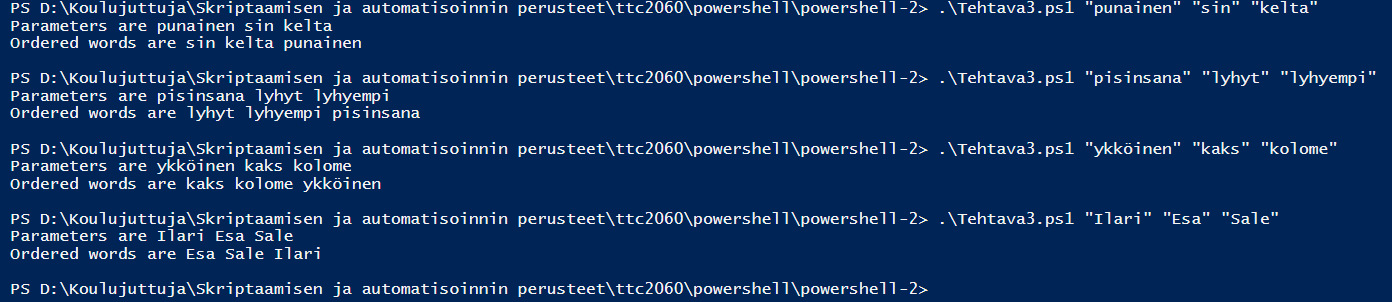 PS D:\Koulujuttuja\Skriptaamisen ja automatisoinnin perusteet\ttc2060\powershell\powershell-2> .\Tehtava3.ps1 "punainen" "sin" "kelta"
Parameters are punainen sin kelta
Ordered words are sin kelta punainen
PS D:\Koulujuttuja\Skriptaamisen ja automatisoinnin perusteet\ttc2060\powershell\powershell-2> .\Tehtava3.ps1 "pisinsana" "lyhyt" "lyhyempi"
Parameters are pisinsana lyhyt lyhyempi
Ordered words are lyhyt lyhyempi pisinsana
PS D:\Koulujuttuja\Skriptaamisen ja automatisoinnin perusteet\ttc2060\powershell\powershell-2> .\Tehtava3.ps1 "ykköinen" "kaks" "kolome"
Parameters are ykköinen kaks kolome
Ordered words are kaks kolome ykköinen
PS D:\Koulujuttuja\Skriptaamisen ja automatisoinnin perusteet\ttc2060\powershell\powershell-2> .\Tehtava3.ps1 "Ilari" "Esa" "Sale"
Parameters are Ilari Esa Sale
Ordered words are Esa Sale Ilari
PS D:\Koulujuttuja\Skriptaamisen ja automatisoinnin perusteet\ttc2060\powershell\powershell-2>